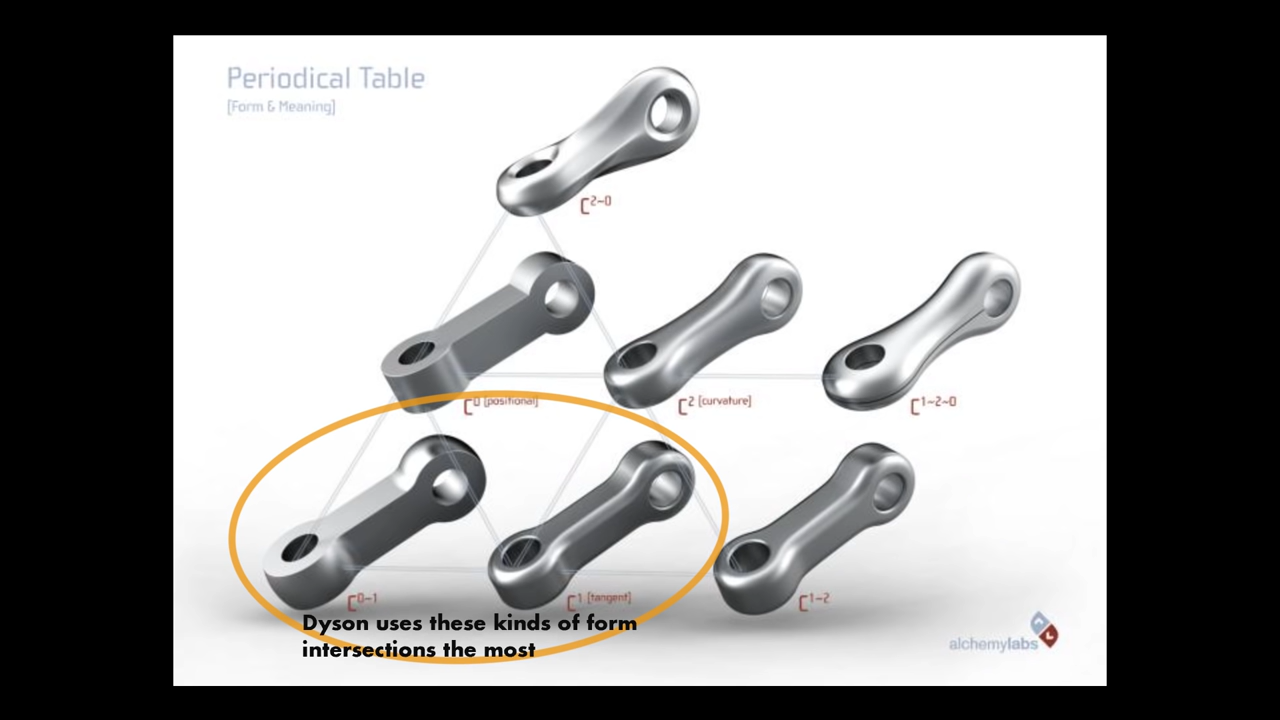 Periodical Table
[Form & Meaning]
C2~0
C0 [positional]
C2 [curvature]
C1~2~0
C0~1
C1 [tangent]
C1~2
Dyson uses these kinds of form
intersections the most
alchemylabs